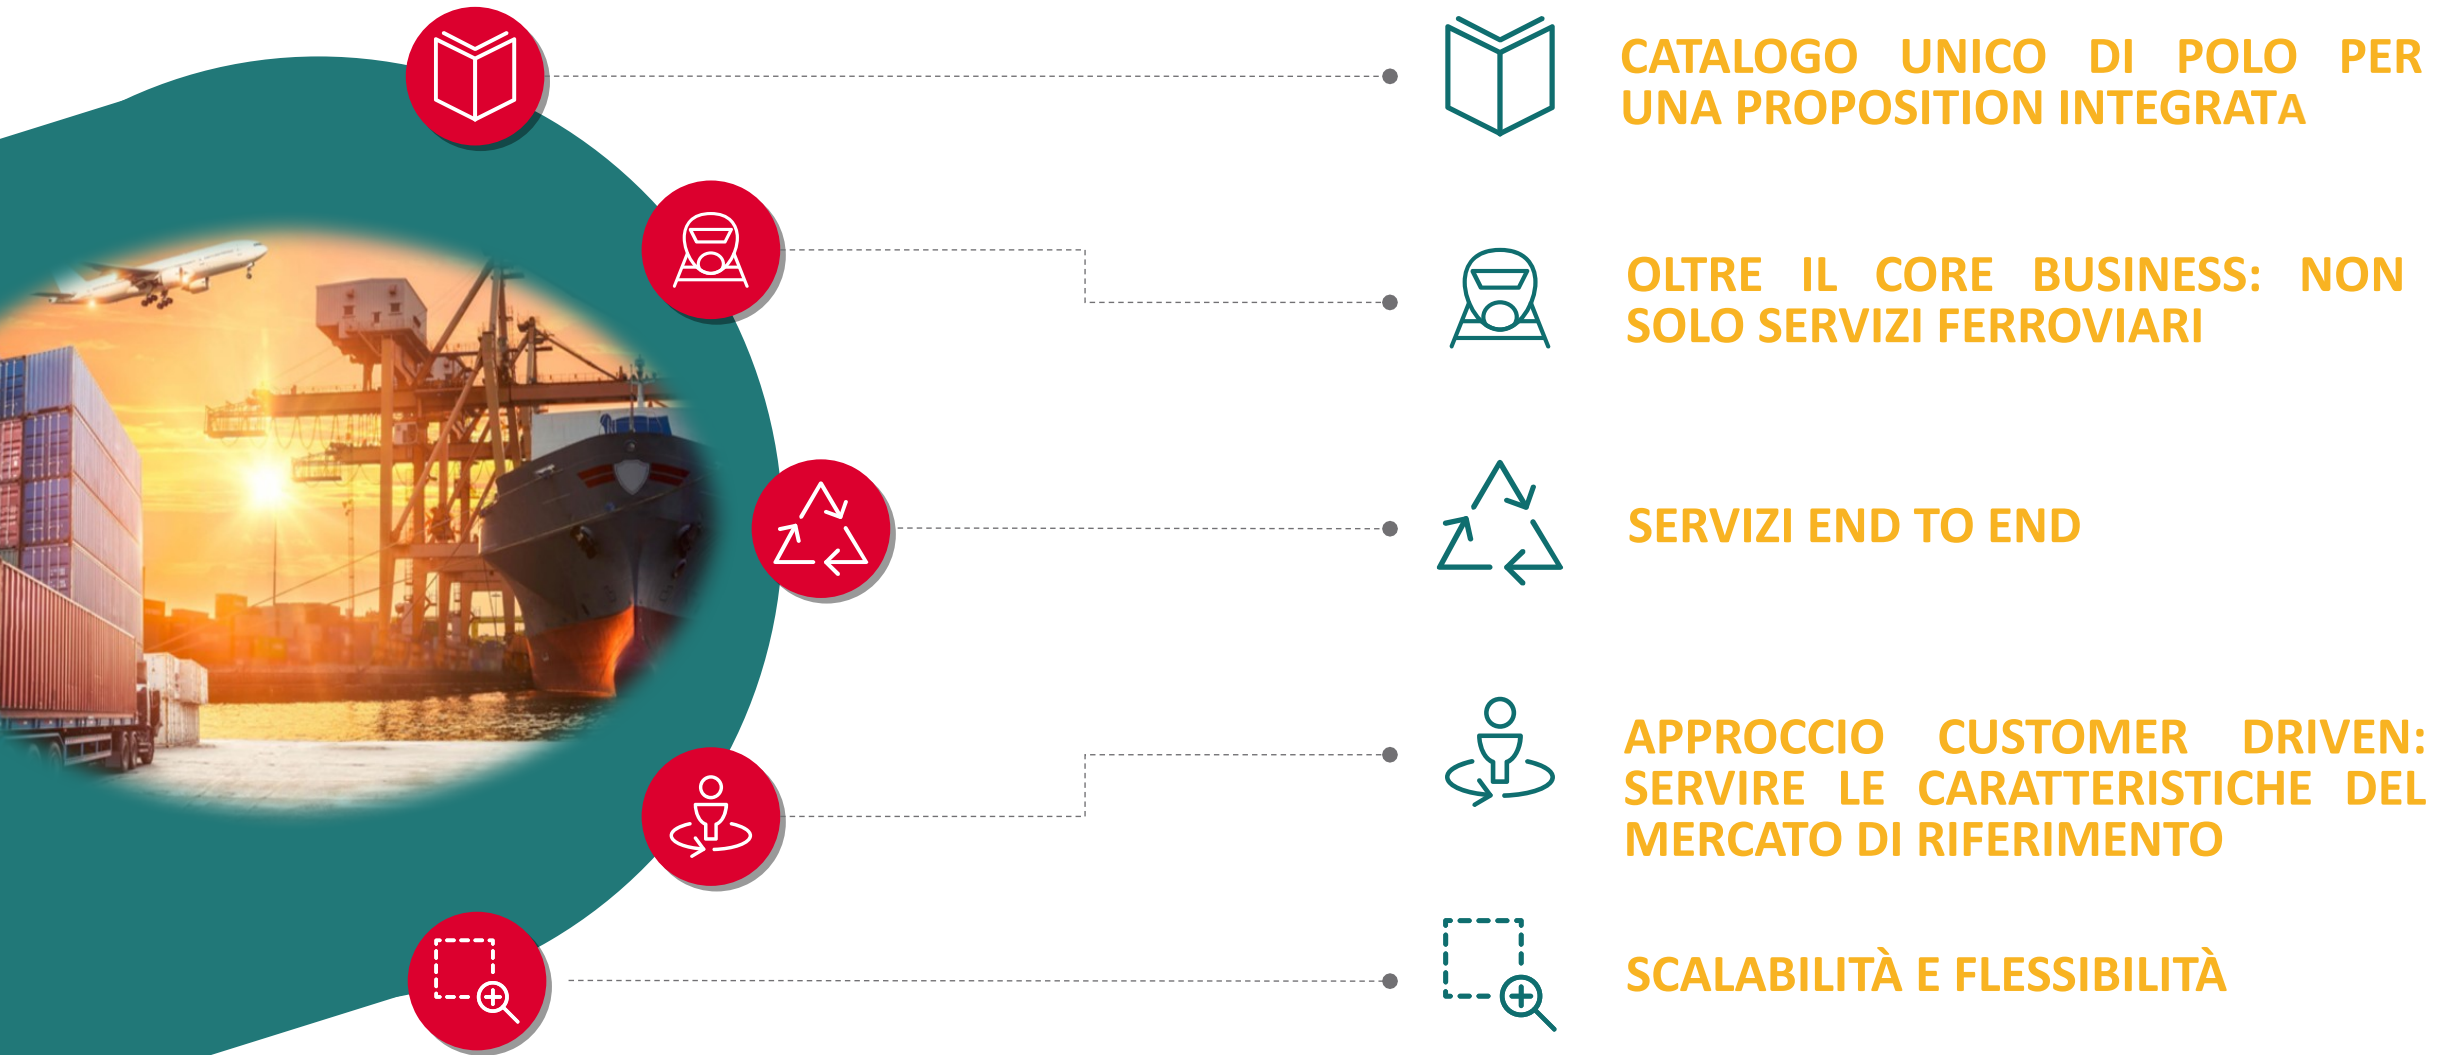 CATALOGO UNICO DI POLO PER
UNA PROPOSITION INTEGRATA
OLTRE IL CORE BUSINESS: NON
SOLO SERVIZI FERROVIARI
SERVIZI END TO END
APPROCCIO CUSTOMER DRIVEN:
SERVIRE LE CARATTERISTICHE DEL
MERCATO DI RIFERIMENTO
SCALABILITÀ E FLESSIBILITÀ